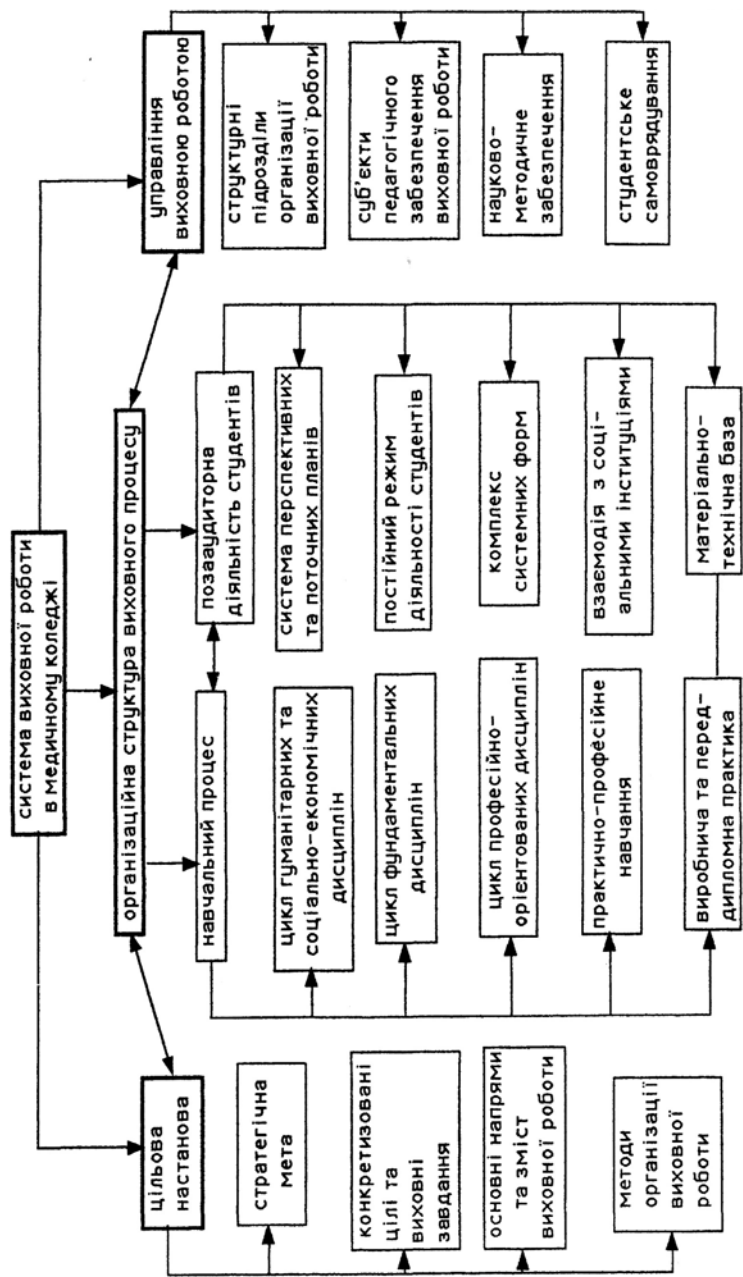 система виховної роботи
в медичному коледжі
цільова
настанова
організаційна структура виховного процесу
управління
виховною роботою
стратегічна
мета
конкретизовані
цілі та
виховні
завдання
основні напрями
та зміст
виховної роботи
методи
організації
виховної
роботи
навчальний процес
цикл гуманітарних та
соціально-економічних
дисциплін
цикл фундаментальних
дисциплін
цикл професійно-
орієнтованих дисциплін
практично-професійне
навчання
виробнича та перед-
дипломна практика
позааудиторна
діяльність студентів
система перспективних
та поточних планів
постійний режим
діяльності студентів
комплекс
системних форм
взаємодія з соці-
альними інституціями
матеріально-
технічна база
структурні
підрозділи
організації
виховної роботи
суб'єкти
педагогічного
забезпечення
виховної роботи
науково-
методичне
забезпечення
студентське
самоврядування